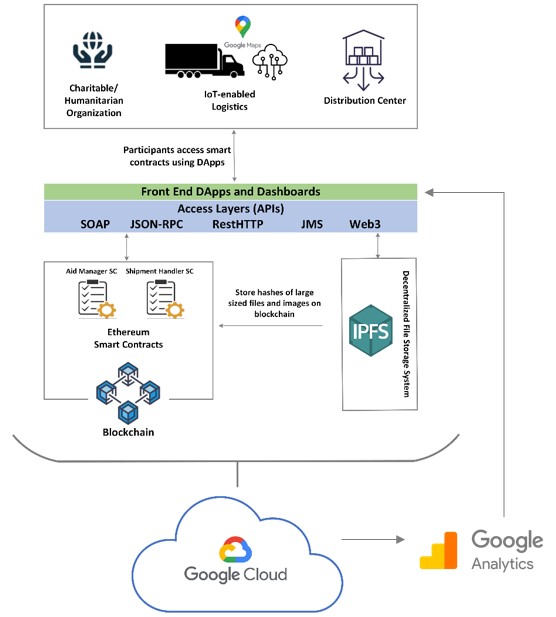 Google Maps
Charitable/
Humanitarian
Organization
IoT-enabled
Logistics
Distribution Center
Participants access smart
contracts using DApps
Front End DApps and Dashboards
Access Layers (APIs)
SOAP JSON-RPC RestHTTP JMS Web3
Aid Manager SC Shipment Handler SC
Ethereum
Smart Contracts
Blockchain
Store hashes of large
sized files and images on
blockchain
IPFS
Decentralized File Storage System
Google Cloud
Google
Analytics